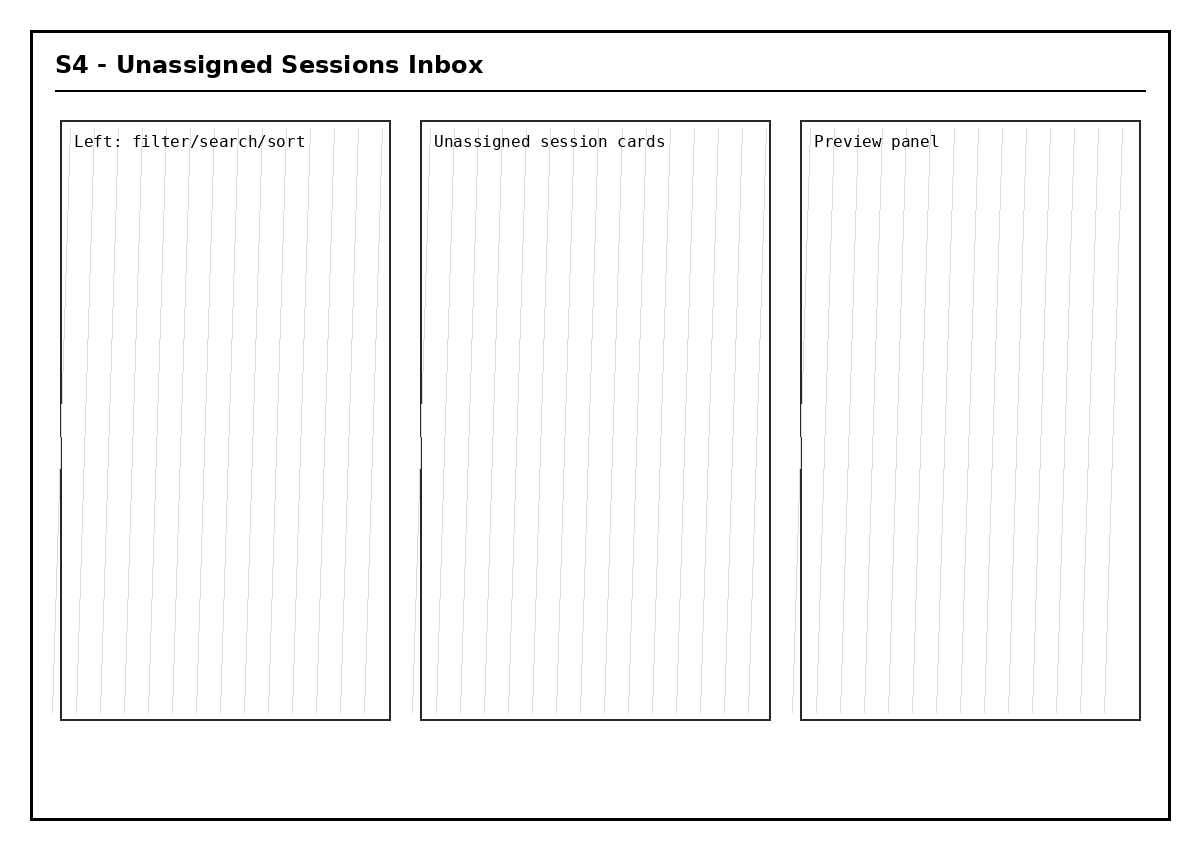 S4 - Unassigned Sessions Inbox
Left: filter/search/sort
Unassigned session cards
Preview panel